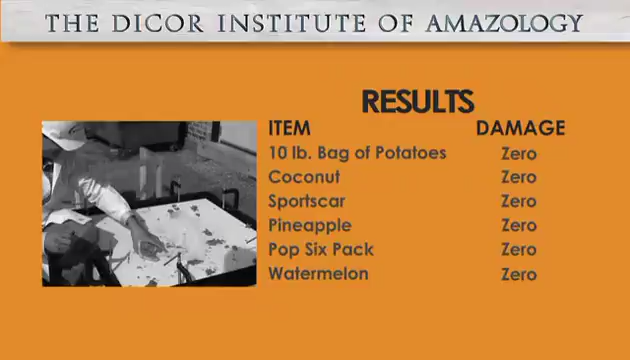 THE DICOR INSTITUTE OF AMAZOLOGY
RESULTS
ITEM DAMAGE
10 lb. Bag of Potatoes Zero
Coconut Zero
Sportscar Zero
Pineapple Zero
Pop Six Pack Zero
Watermelon Zero